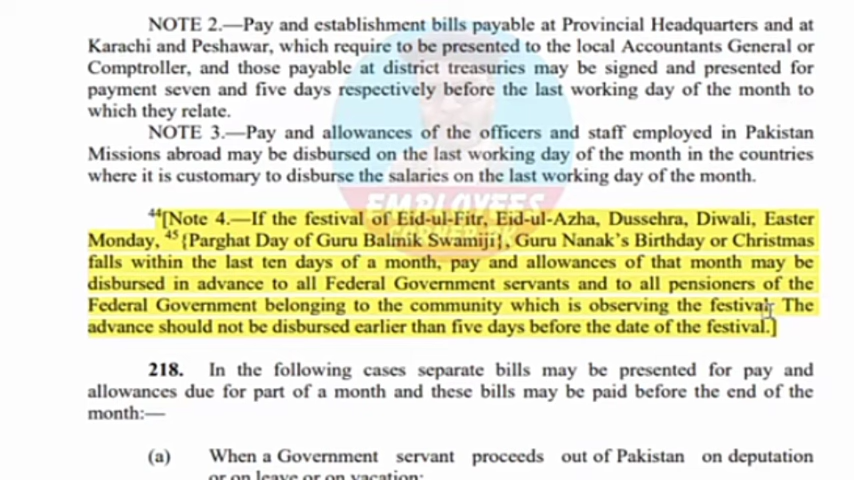 NOTE 2.—Pay and establishment bills payable at Provincial Headquarters and at
Karachi and Peshawar, which require to be presented to the local Accountants General or
Comptroller, and those payable at district treasuries may be signed and presented for
payment seven and five days respectively before the last working day of the month to
which they relate.
NOTE 3.—Pay and allowances of the officers and staff employed in Pakistan
Missions abroad may be disbursed on the last working day of the month in the countries
where it is customary to disburse the salaries on the last working day of the month.
EMPLOYEES
CORNER
44[Note 4.—If the festival of Eid-ul-Fitr, Eid-ul-Azha, Dussehra, Diwali, Easter
Monday, 45{Parghat Day of Guru Balmik Swamiji}, Guru Nanak's Birthday or Christmas
falls within the last ten days of a month, pay and allowances of that month may be
disbursed in advance to all Federal Government servants and to all pensioners of the
Federal Government belonging to the community which is observing the festival. The
advance should not be disbursed earlier than five days before the date of the festival.]
218. In the following cases separate bills may be presented for pay and
allowances due for part of a month and these bills may be paid before the end of the
month:—
(a) When a Government servant proceeds out of Pakistan on deputation
or on leave or on vacation;